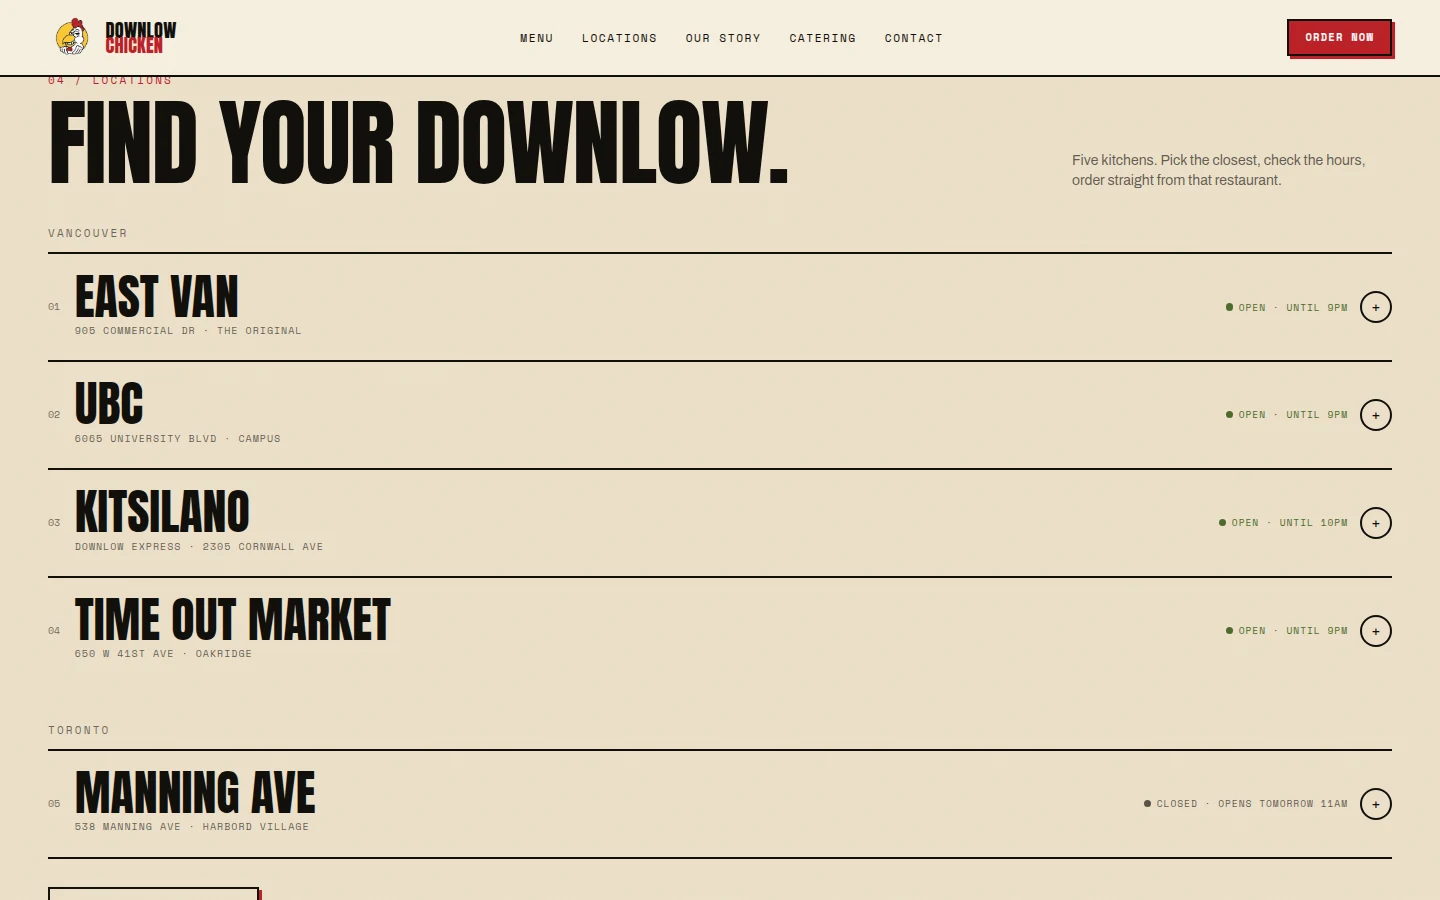 DOWNLOW
CHICKEN
MENU LOCATIONS OUR STORY CATERING CONTACT
ORDER NOW
04 / LOCATIONS
FIND YOUR DOWNLOW.
Five kitchens. Pick the closest, check the hours,
order straight from that restaurant.
VANCOUVER
01
EAST VAN
905 COMMERCIAL DR · THE ORIGINAL
OPEN · UNTIL 9PM
+
02
UBC
6065 UNIVERSITY BLVD · CAMPUS
OPEN · UNTIL 9PM
+
03
KITSILANO
DOWNLOW EXPRESS · 2305 CORNWALL AVE
OPEN · UNTIL 10PM
+
04
TIME OUT MARKET
650 W 41ST AVE · OAKRIDGE
OPEN · UNTIL 9PM
+
TORONTO
05
MANNING AVE
538 MANNING AVE · HARBORD VILLAGE
CLOSED · OPENS TOMORROW 11AM
+